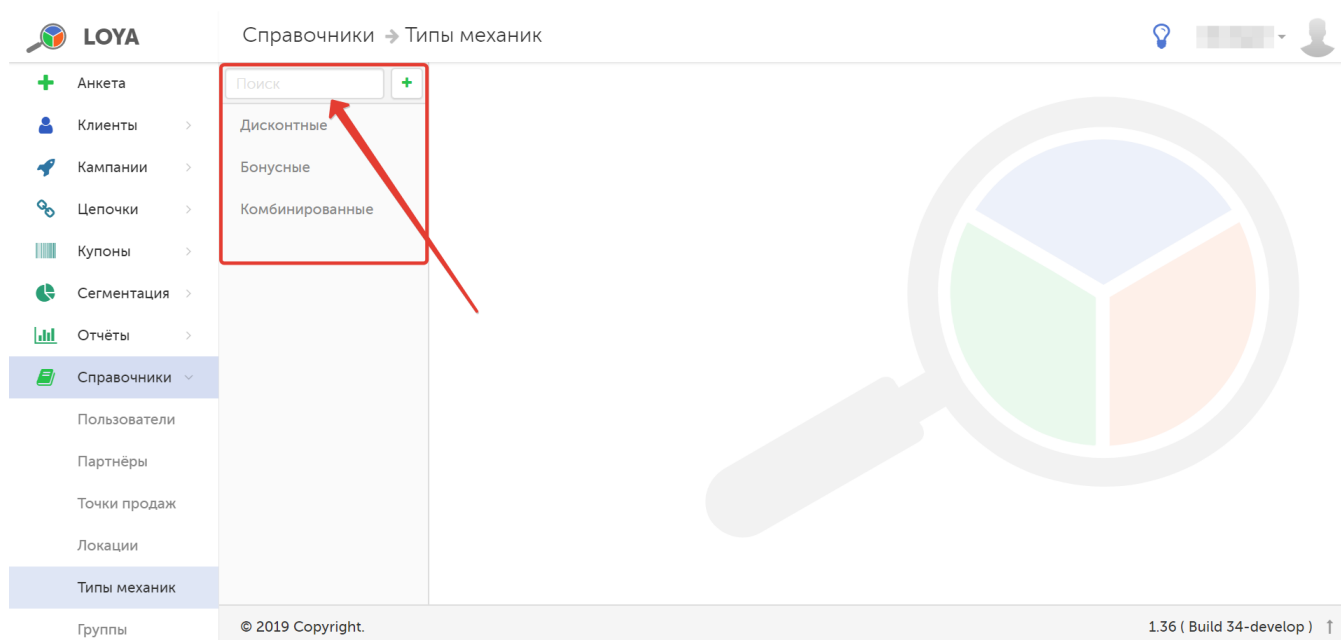 LOYA
Справочники → Типы механик
Анкета
Клиенты
Кампании
Цепочки
Купоны
Сегментация
Отчёты
Справочники
Пользователи
Партнёры
Точки продаж
Локации
Типы механик
Группы
Поиск
+
Дисконтные
Бонусные
Комбинированные
© 2019 Copyright.
1.36 ( Build 34-develop )